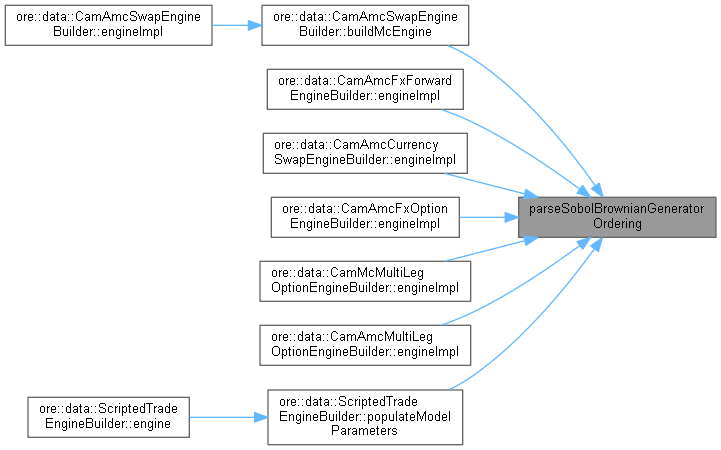 ore::data::CamAmcSwapEngine
Builder::engineImpl
ore::data::CamAmcSwapEngine
Builder::buildMcEngine
ore::data::CamAmcFxForward
EngineBuilder::engineImpl
ore::data::CamAmcCurrency
SwapEngineBuilder::engineImpl
ore::data::CamAmcFxOption
EngineBuilder::engineImpl
parseSobolBrownianGenerator
Ordering
ore::data::CamMcMultiLeg
OptionEngineBuilder::engineImpl
ore::data::CamAmcMultiLeg
OptionEngineBuilder::engineImpl
ore::data::ScriptedTrade
EngineBuilder::engine
ore::data::ScriptedTrade
EngineBuilder::populateModel
Parameters